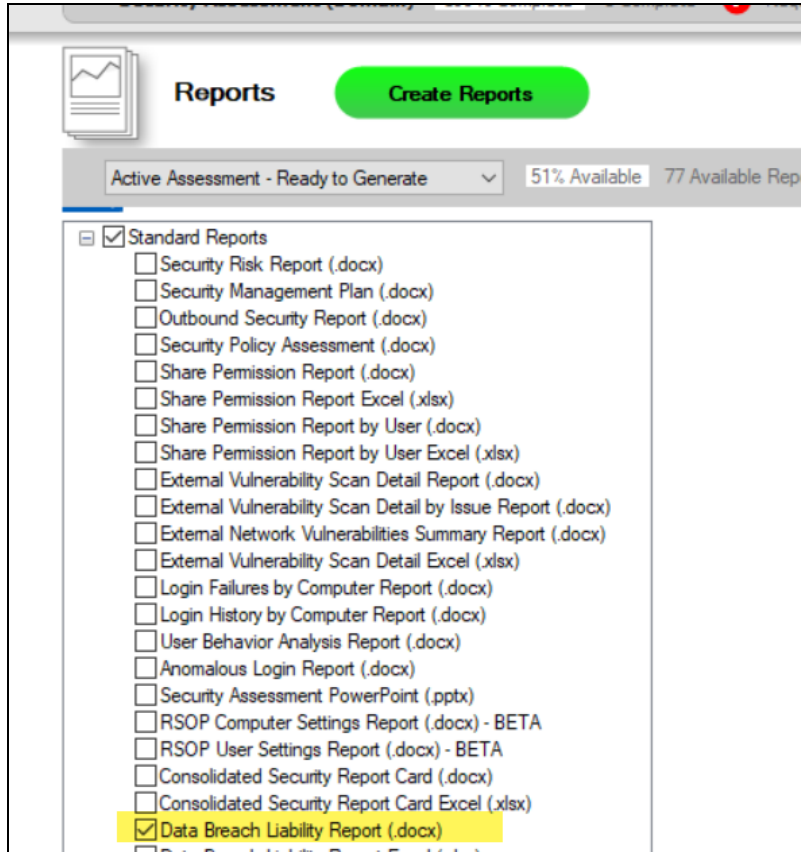 Reports
Create Reports
Active Assessment - Ready to Generate
51% Available
77 Available Rep
Standard Reports
Security Risk Report (.docx)
Security Management Plan (.docx)
Outbound Security Report (.docx)
Security Policy Assessment (.docx)
Share Permission Report (.docx)
Share Permission Report Excel (.xlsx)
Share Permission Report by User (.docx)
Share Permission Report by User Excel (.xlsx)
External Vulnerability Scan Detail Report (.docx)
External Vulnerability Scan Detail by Issue Report (.docx)
External Network Vulnerabilities Summary Report (.docx)
External Vulnerability Scan Detail Excel (.xlsx)
Login Failures by Computer Report (.docx)
Login History by Computer Report (.docx)
User Behavior Analysis Report (.docx)
Anomalous Login Report (.docx)
Security Assessment PowerPoint (.pptx)
RSOP Computer Settings Report (.docx) - BETA
RSOP User Settings Report (.docx) - BETA
Consolidated Security Report Card (.docx)
Consolidated Security Report Card Excel (.xlsx)
Data Breach Liability Report (.docx)